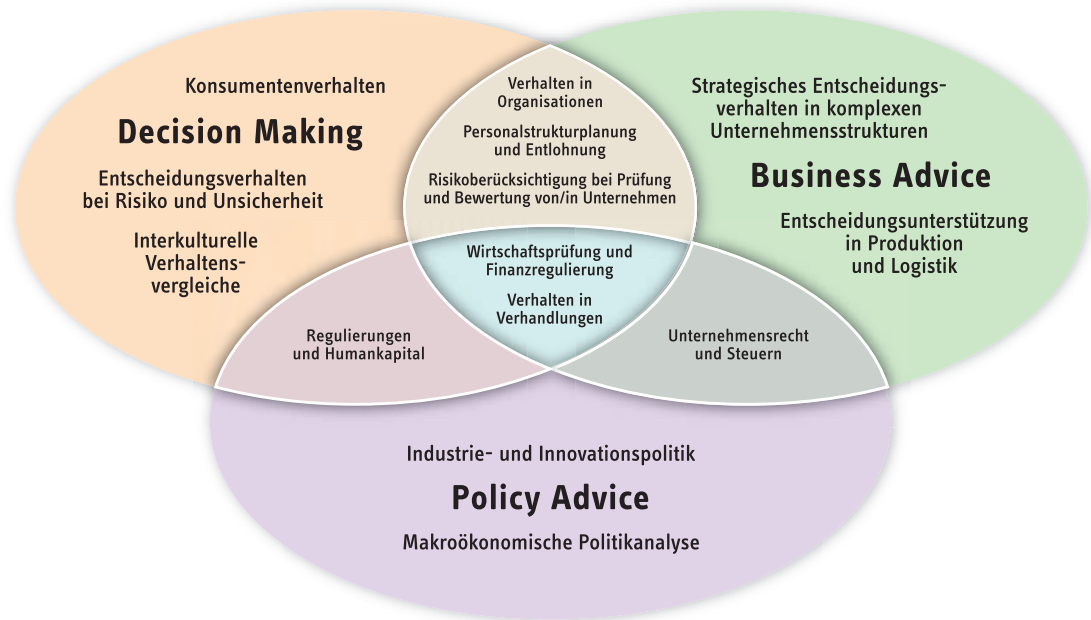 Konsumentenverhalten
Decision Making
Entscheidungsverhalten
bei Risiko und Unsicherheit
Interkulturelle
Verhaltens-
vergleiche
Verhalten in
Organisationen
Personalstrukturplanung
und Entlohnung
Risikoberücksichtigung bei Prüfung
und Bewertung von/in Unternehmen
Strategisches Entscheidungs-
verhalten in komplexen
Unternehmensstrukturen
Business Advice
Entscheidungsunterstützung
in Produktion
und Logistik
Wirtschaftsprüfung und
Finanzregulierung
Verhalten in
Verhandlungen
Regulierungen
und Humankapital
Unternehmensrecht
und Steuern
Industrie- und Innovationspolitik
Policy Advice
Makroökonomische Politikanalyse